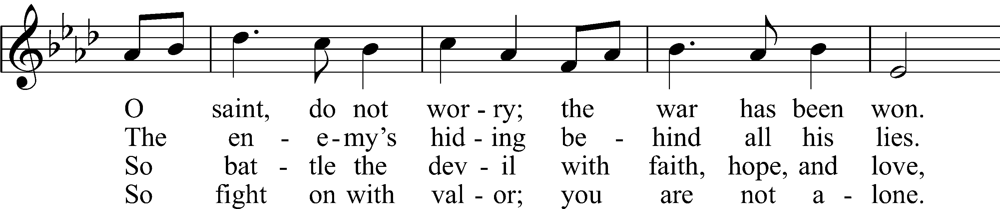 O saint, do not wor - ry; the war has been won.
The en - e - my’s hid - ing be - hind all his lies.
So bat - tle the dev - il with faith, hope, and love,
So fight on with val - or; you are not a - lone.